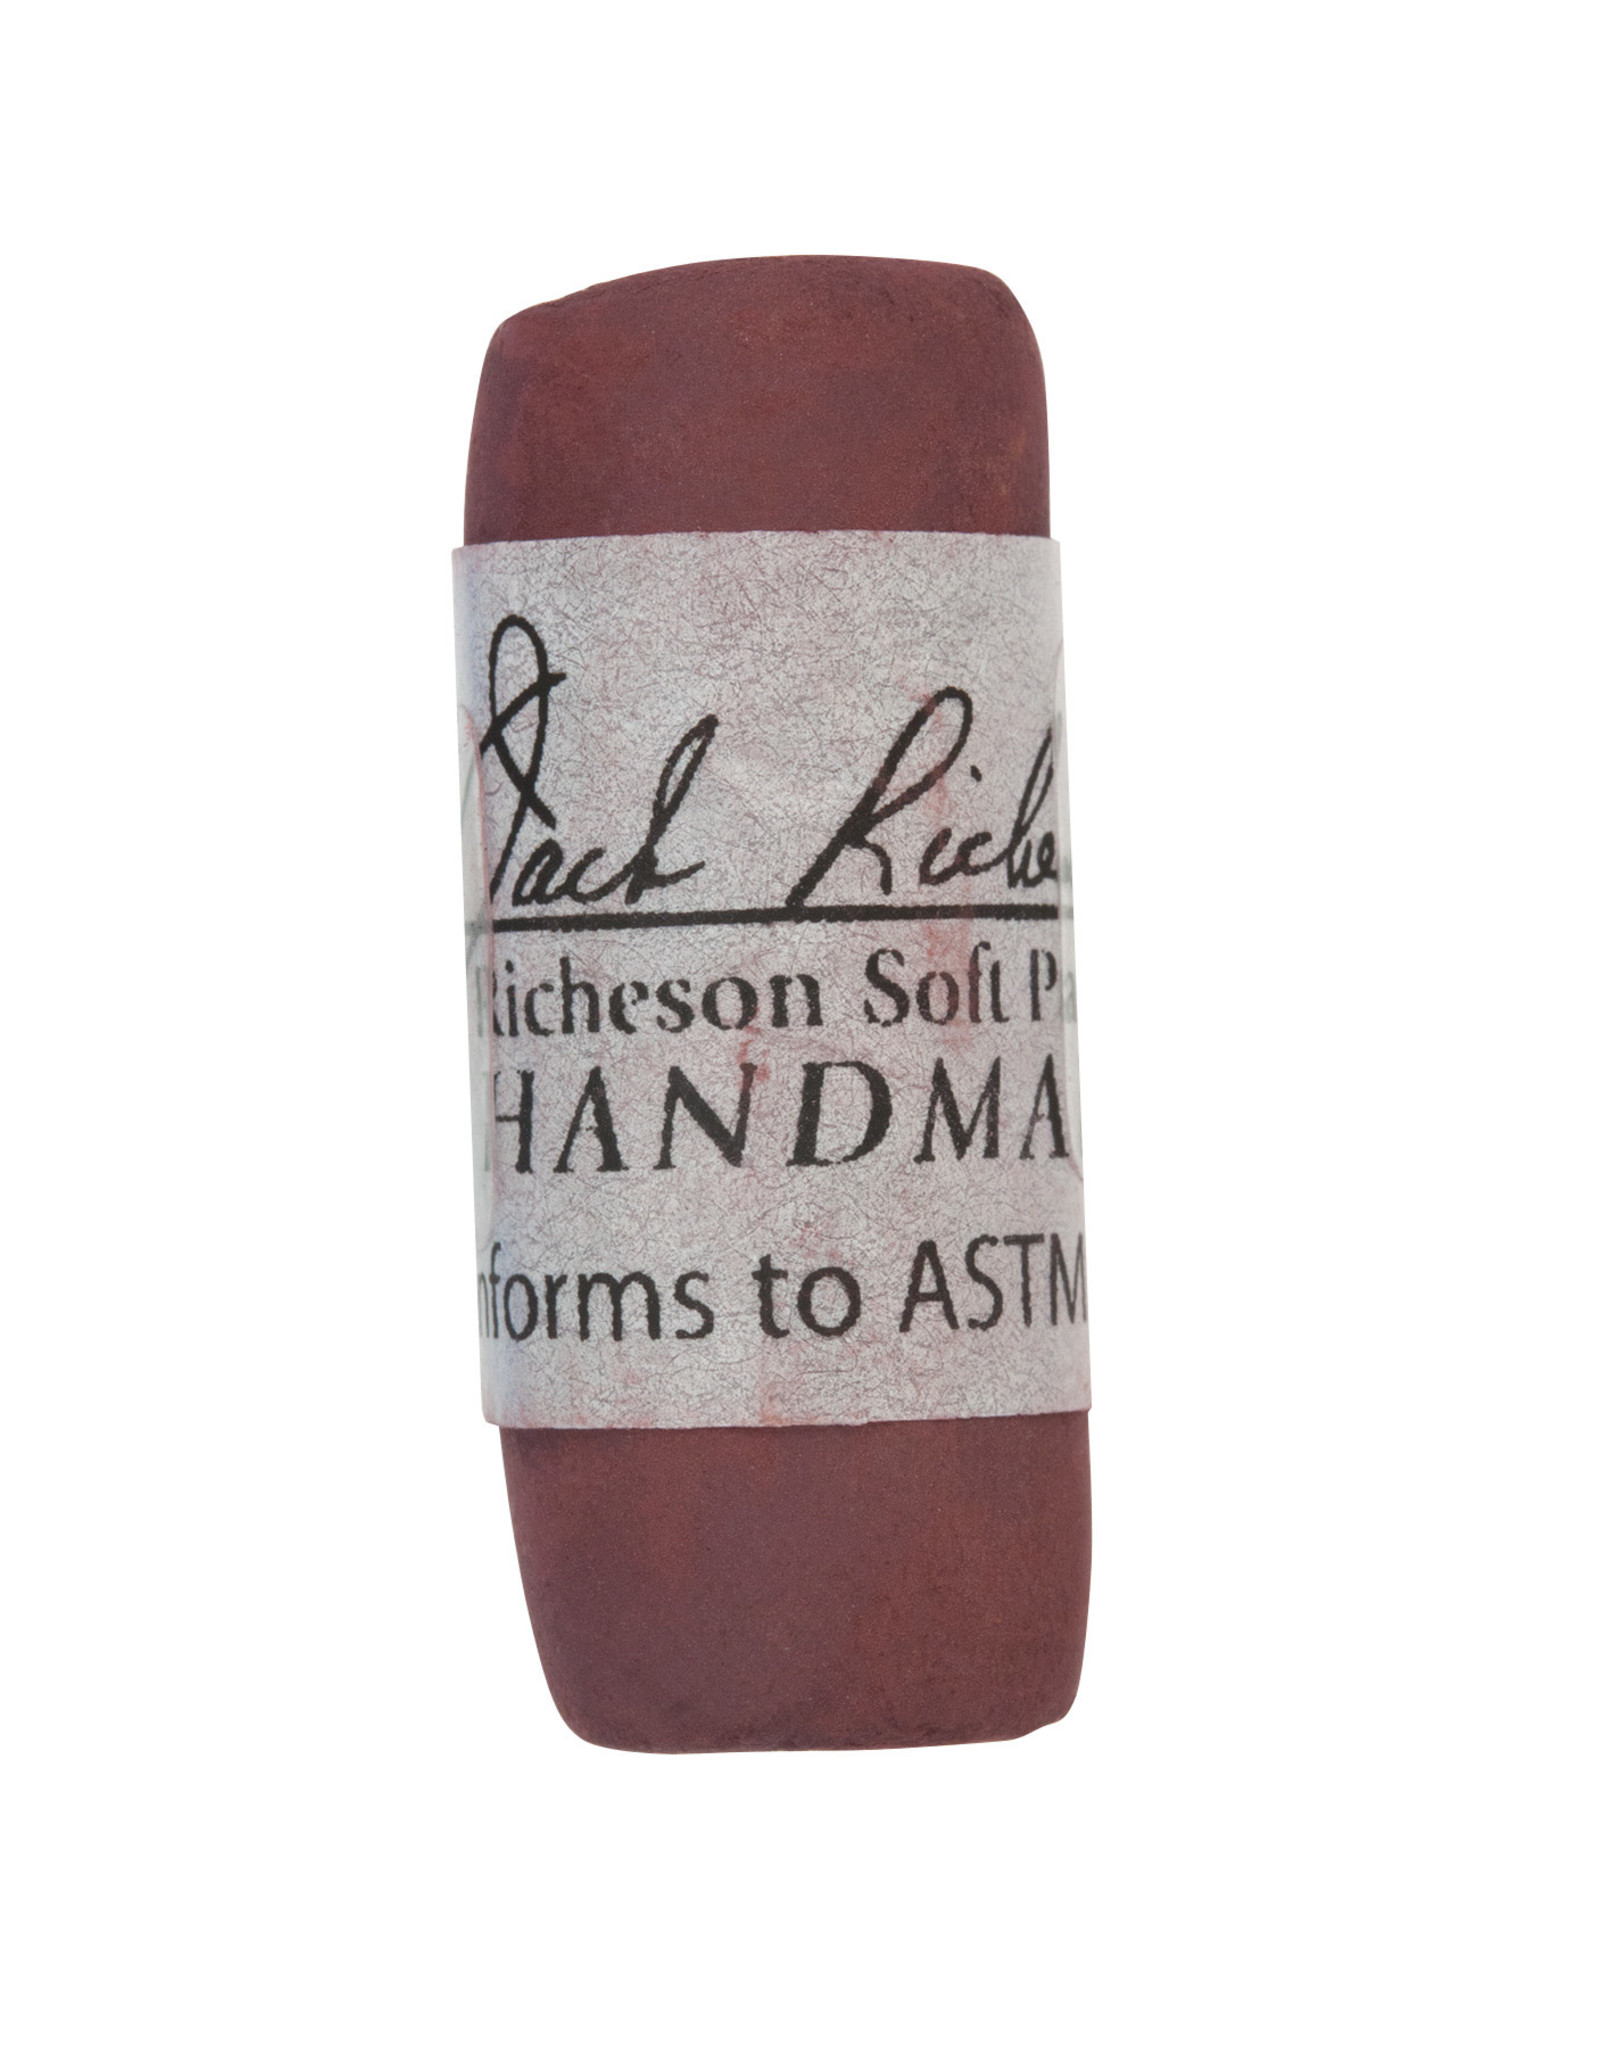 Jack Riche
Richeson Soft Pa
HANDMA
nforms to ASTM